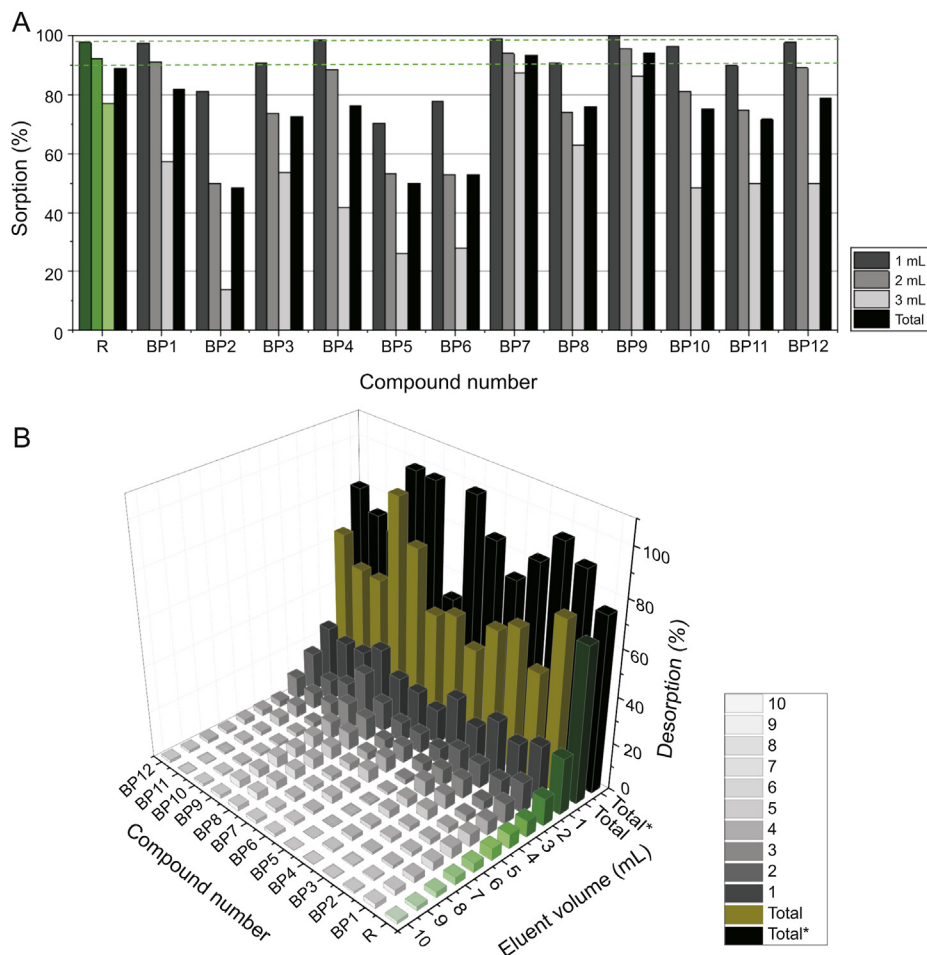 A
Sorption (%)
100
80
60
40
20
0
R BP1 BP2 BP3 BP4 BP5 BP6 BP7 BP8 BP9 BP10 BP11 BP12
Compound number
1 mL
2 mL
3 mL
Total
B
100
80
60
40
20
0
Desorption (%)
BP12 BP11 BP10 BP9 BP8 BP7 BP6 BP5 BP4 BP3 BP2 BP1 R
Compound number
10 9 8 7 6 5 4 3 2 1 Total Total*
Eluent volume (mL)
10
9
8
7
6
5
4
3
2
1
Total
Total*